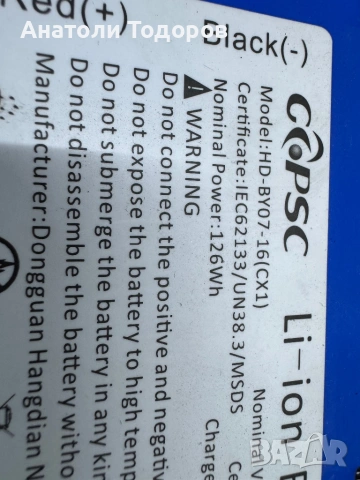 Анатоли Тодоров
COPSC Li-ion
Model:HD-BY07-16(CX1)
Certificate:IEC62133/UN38.3/MSDS
Nominal Power:126Wh
WARNING
Do not connect the positive and negativ
Do not expose the battery to high temp
Do not submerge the battery in any kin
Do not disassemble the battery witho
Manufacturer:Dongguan Hangdian N
Red(+) Black(-)
Charge
bazar